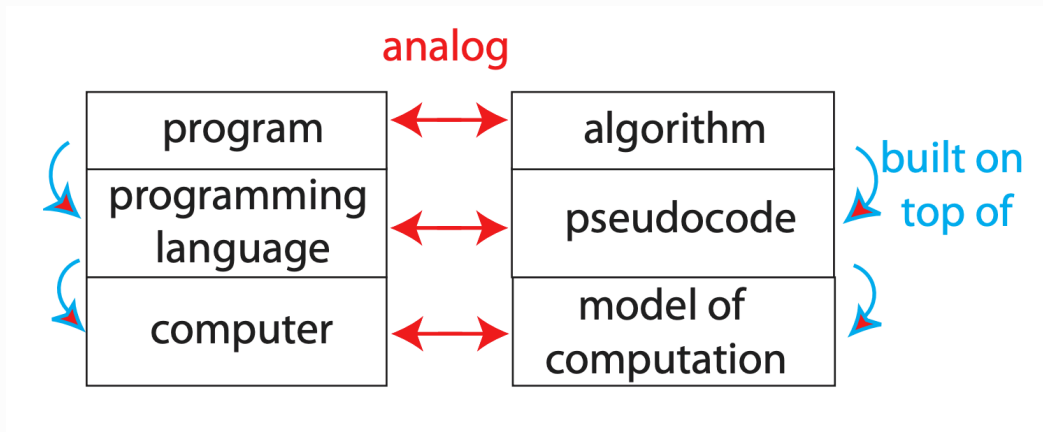 analog
program
algorithm
built on
top of
programming
language
pseudocode
computer
model of
computation